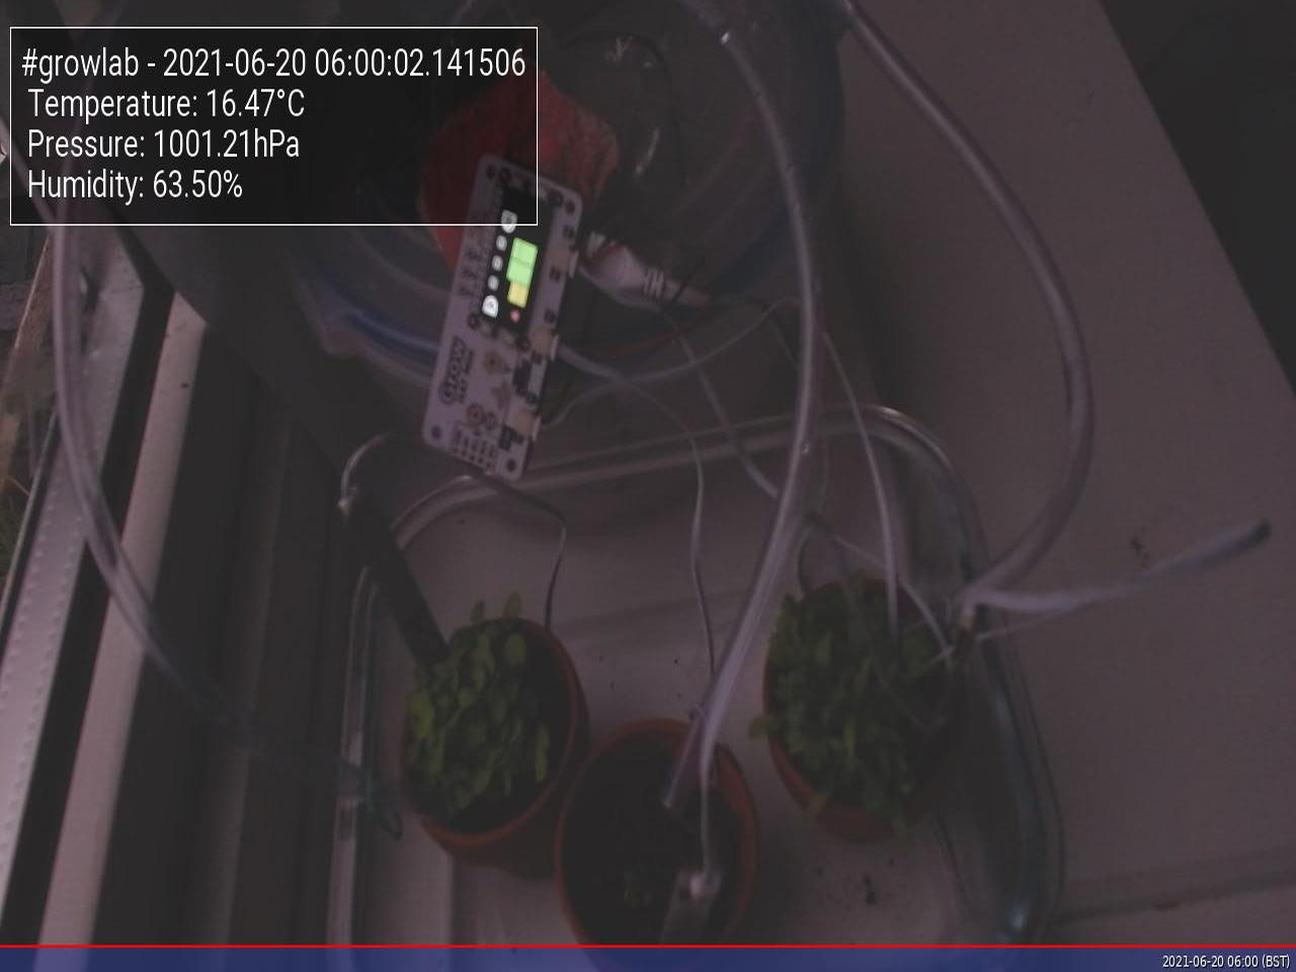 #growlab - 2021-06-20 06:00:02.141506
Temperature: 16.47°C
Pressure: 1001.21hPa
Humidity: 63.50%
Grow
2021-06-20 06:00 (BST)